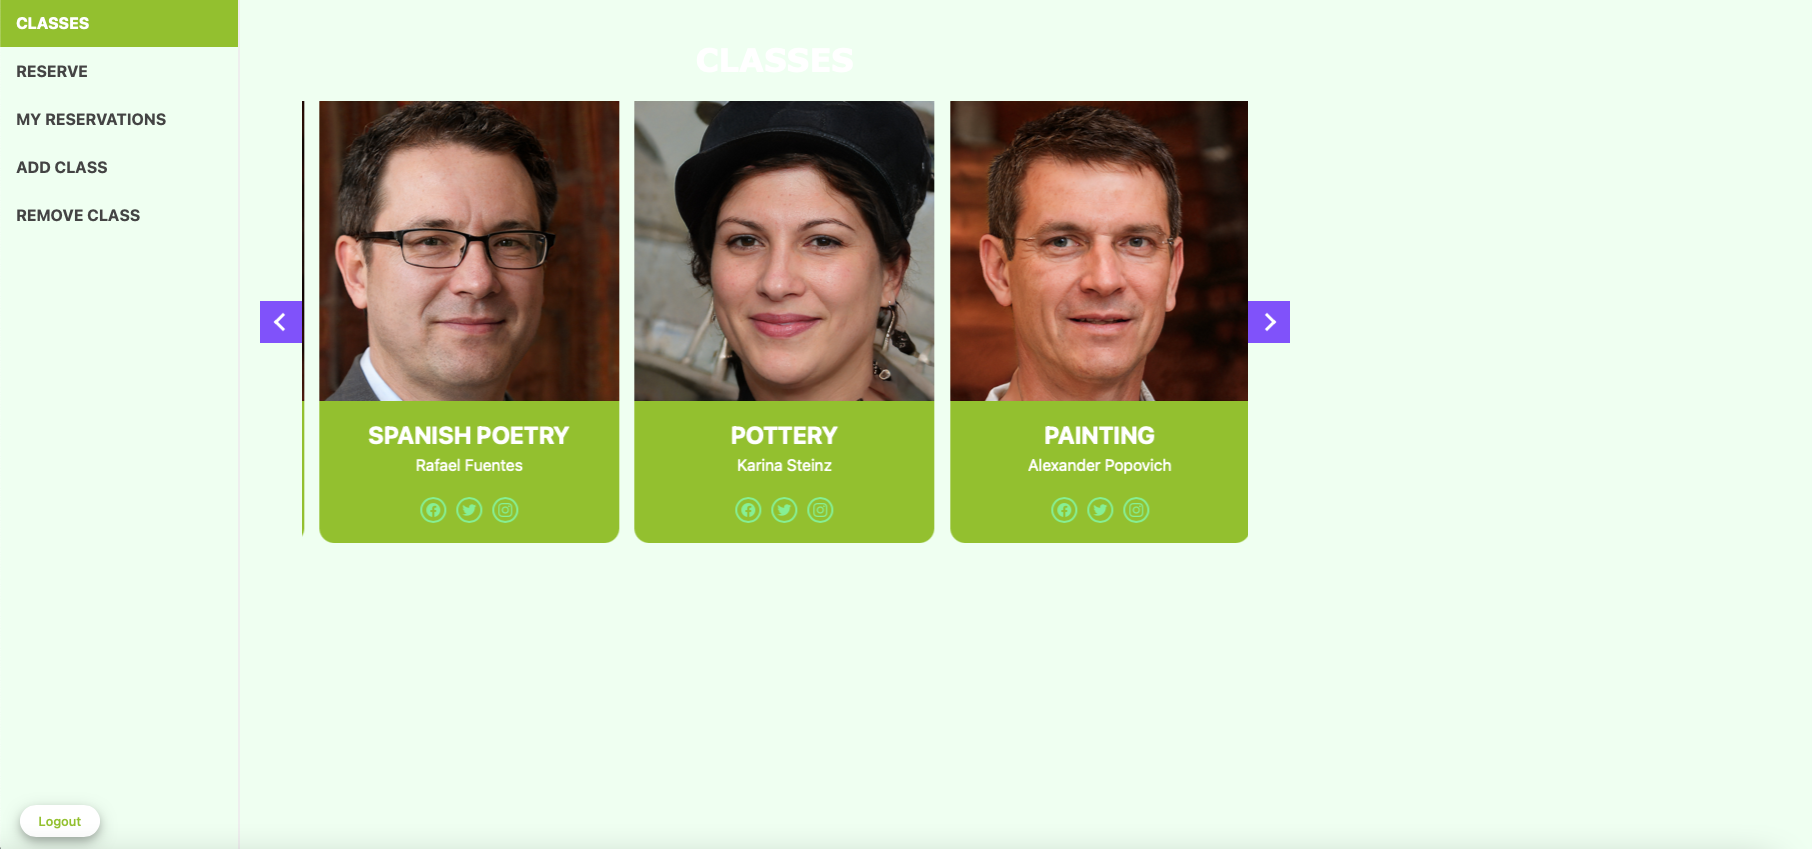 CLASSES
RESERVE
MY RESERVATIONS
ADD CLASS
REMOVE CLASS
Logout
CLASSES
SPANISH POETRY
Rafael Fuentes
POTTERY
Karina Steinz
PAINTING
Alexander Popovich